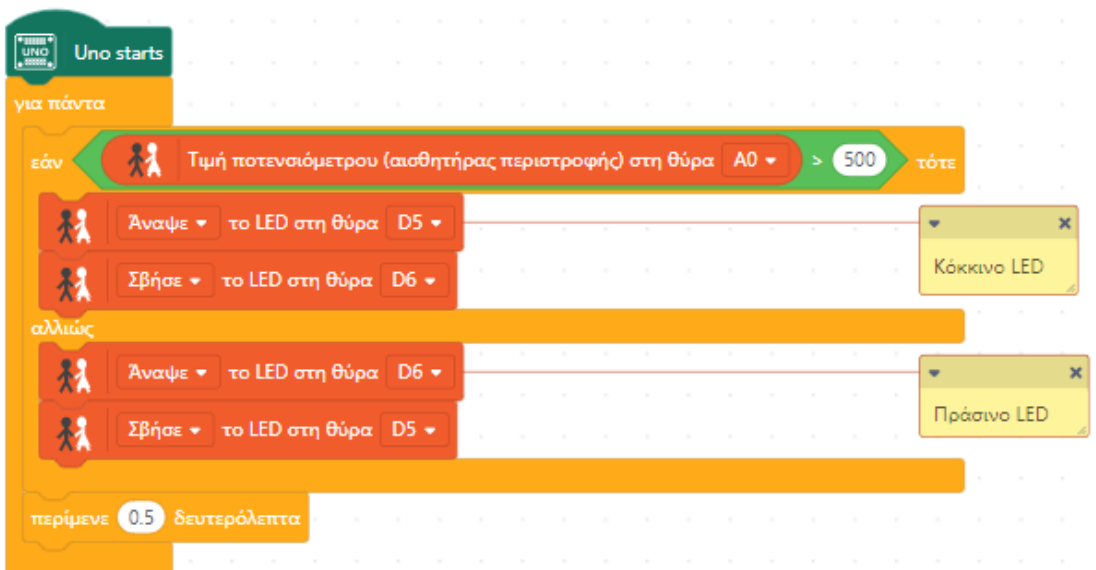 UNO Uno starts
για πάντα
εάν Τιμή ποτενσιόμετρου (αισθητήρας περιστροφής) στη θύρα A0 > 500 τότε
Άναψε το LED στη θύρα D5
Κόκκινο LED
Σβήσε το LED στη θύρα D6
αλλιώς
Άναψε το LED στη θύρα D6
Πράσινο LED
Σβήσε το LED στη θύρα D5
περίμενε 0.5 δευτερόλεπτα